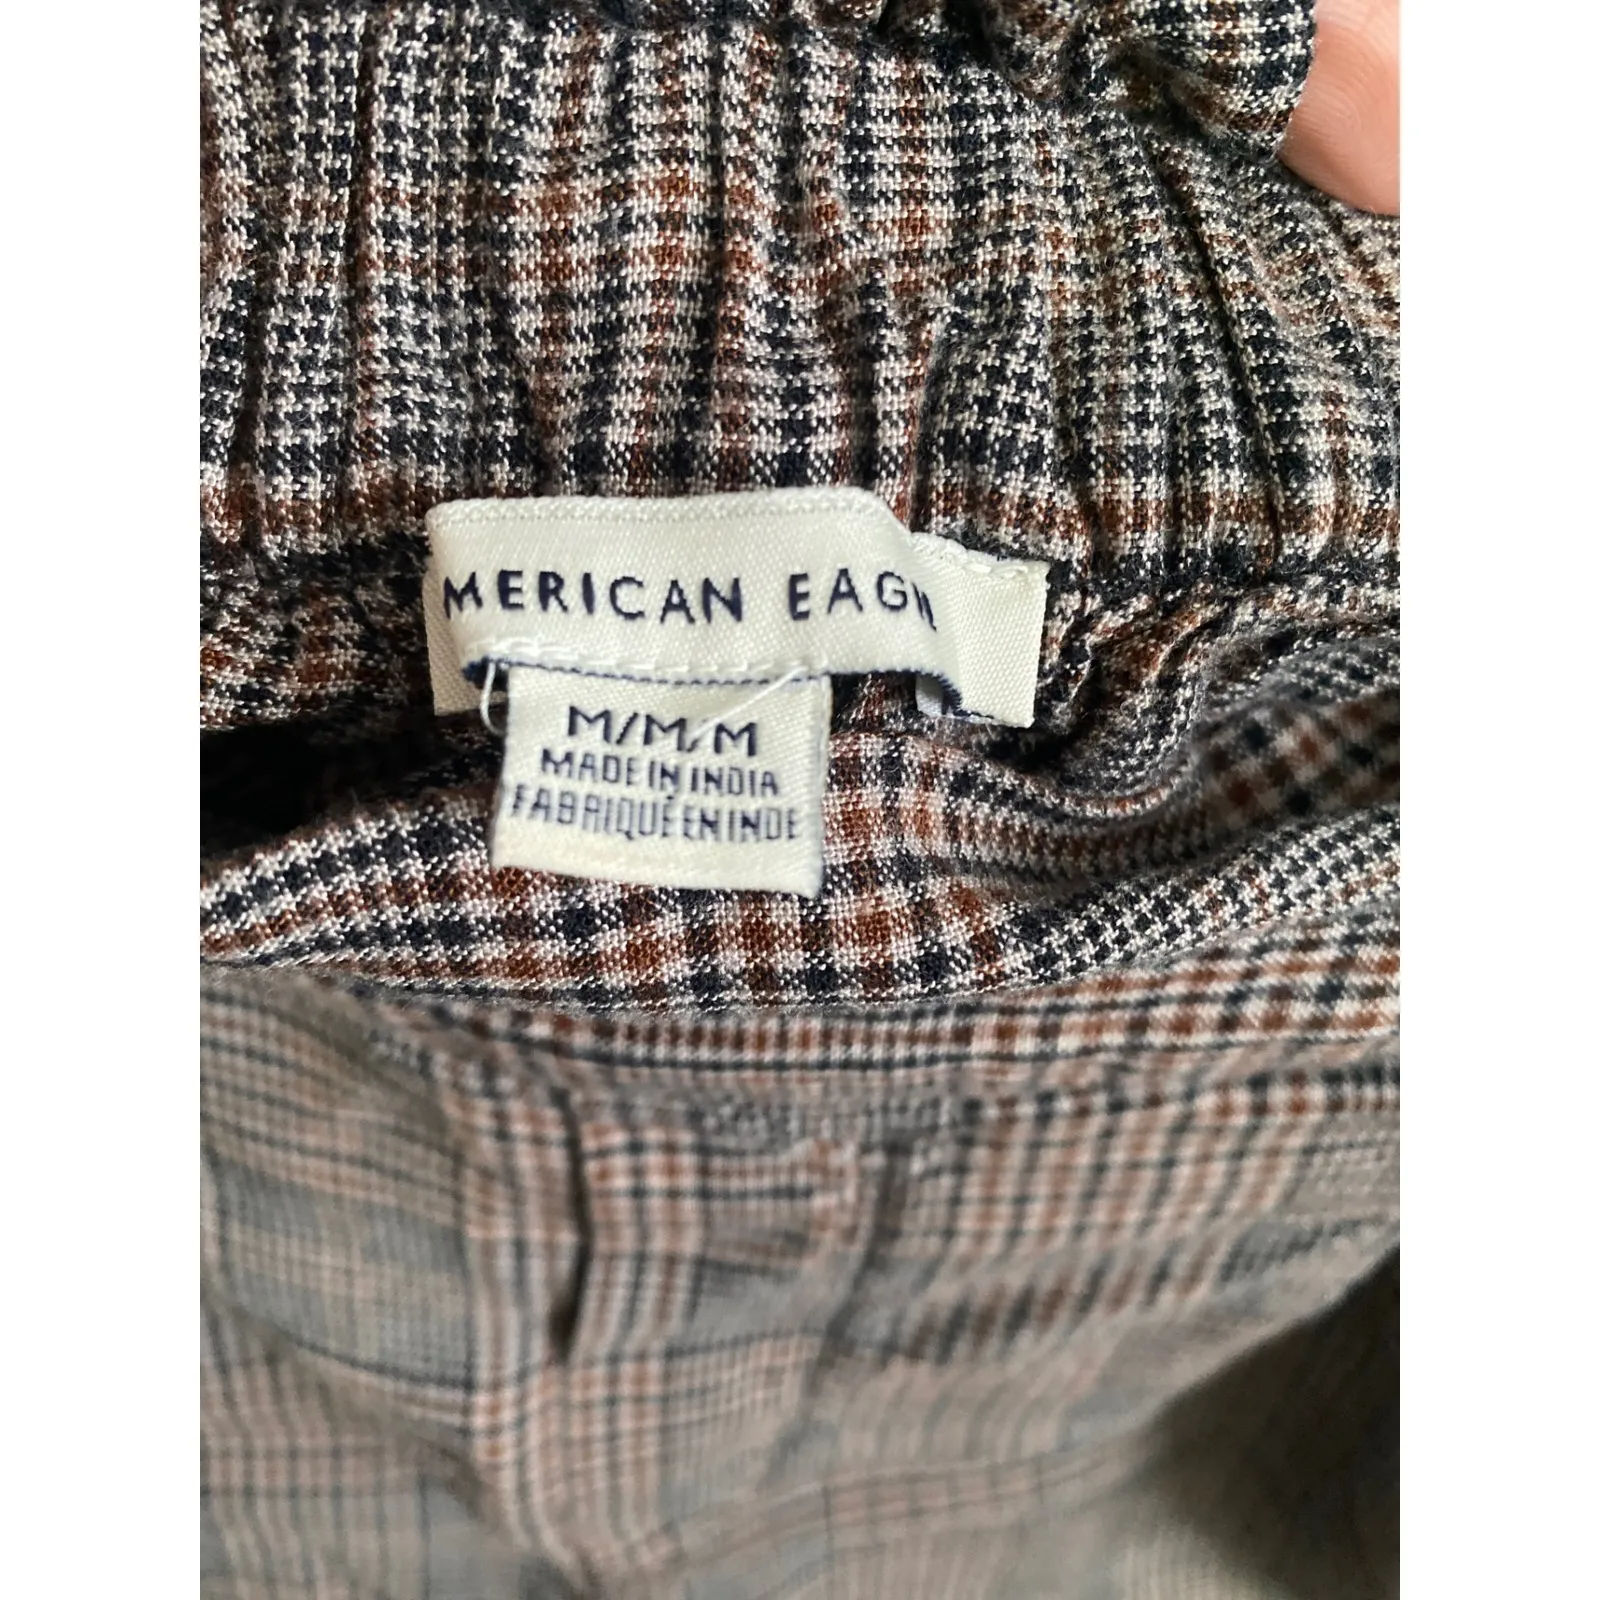 MERICAN EAGL
M/M/M
MADE IN INDIA
FABRIQUÉ EN INDE